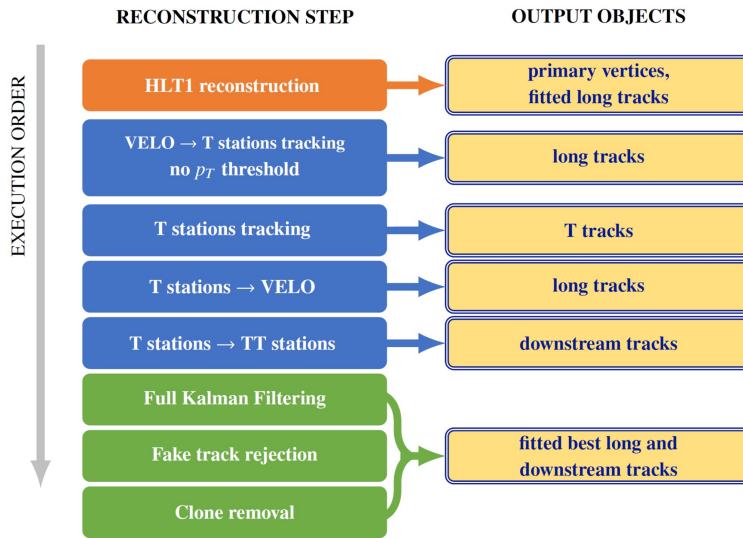 RECONSTRUCTION STEP
OUTPUT OBJECTS
EXECUTION ORDER
HLT1 reconstruction
primary vertices,
fitted long tracks
VELO → T stations tracking
no p_T threshold
long tracks
T stations tracking
T tracks
T stations → VELO
long tracks
T stations → TT stations
downstream tracks
Full Kalman Filtering
Fake track rejection
Clone removal
fitted best long and
downstream tracks